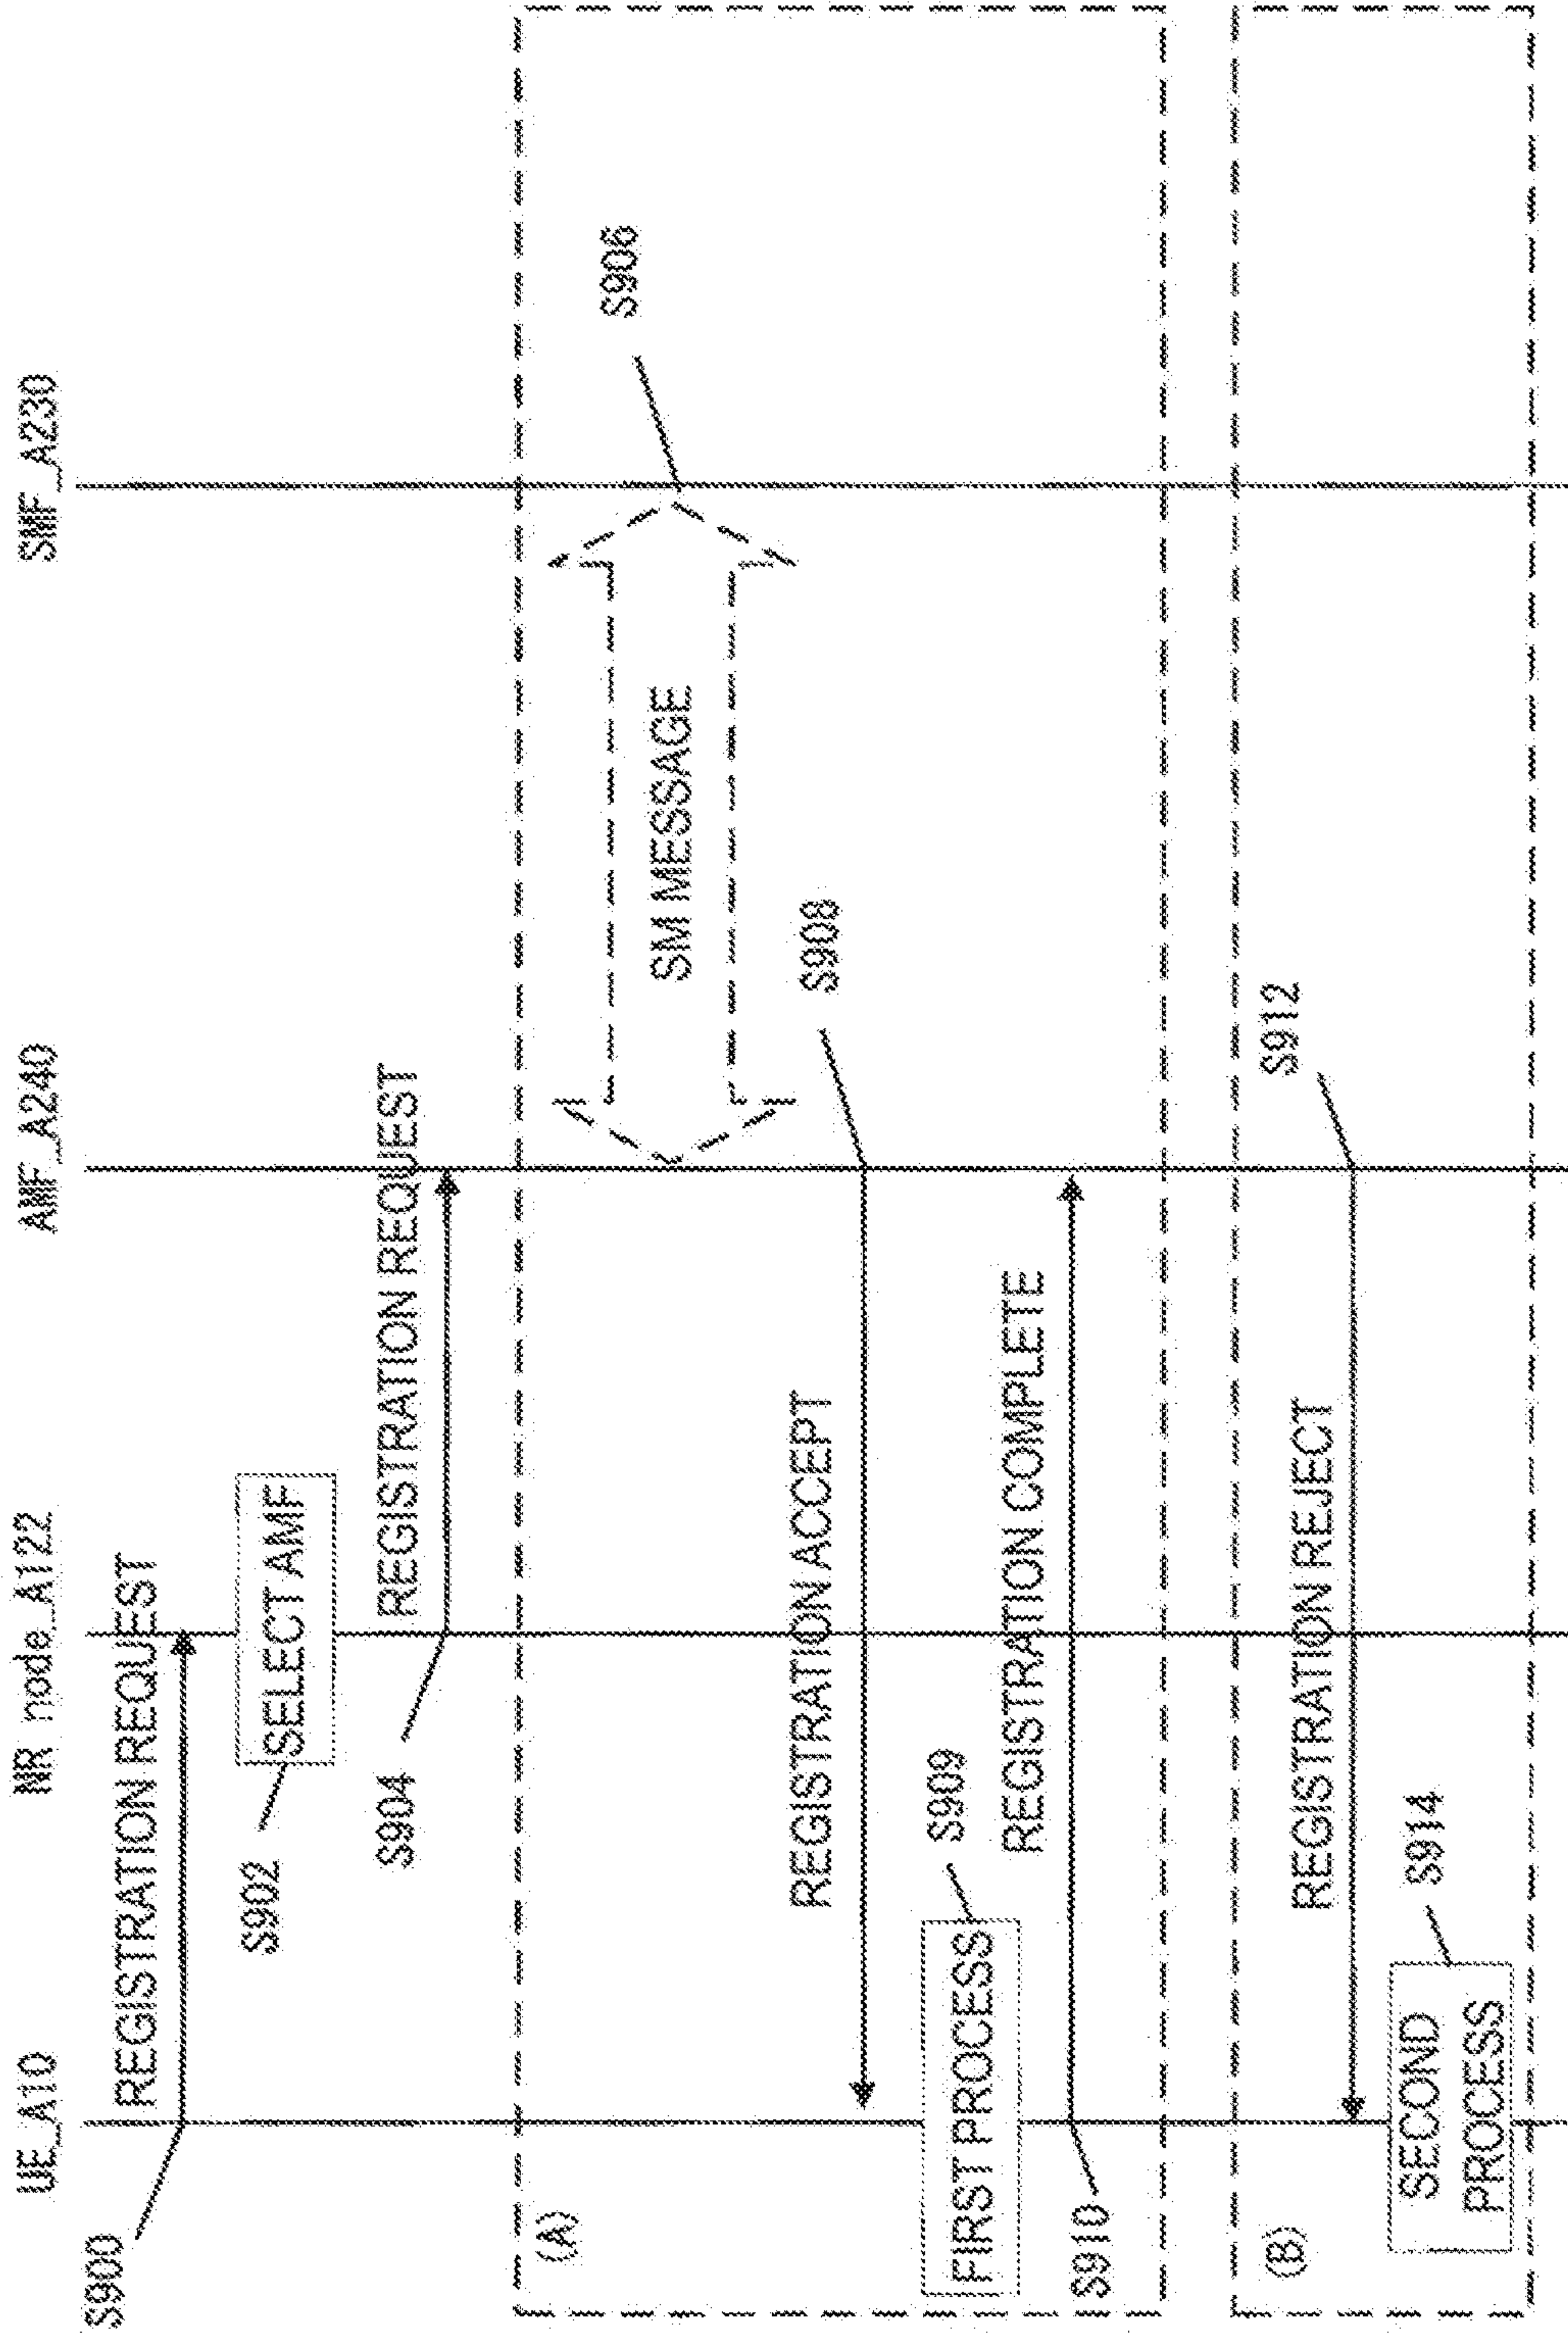 UE_A10
NR node_A122
AMF_A240
SMF_A230
S900
REGISTRATION REQUEST
S902
SELECT AMF
S904
REGISTRATION REQUEST
(A)
SM MESSAGE
S906
REGISTRATION ACCEPT
S908
FIRST PROCESS
S909
S910
REGISTRATION COMPLETE
(B)
REGISTRATION REJECT
S912
SECOND
PROCESS
S914